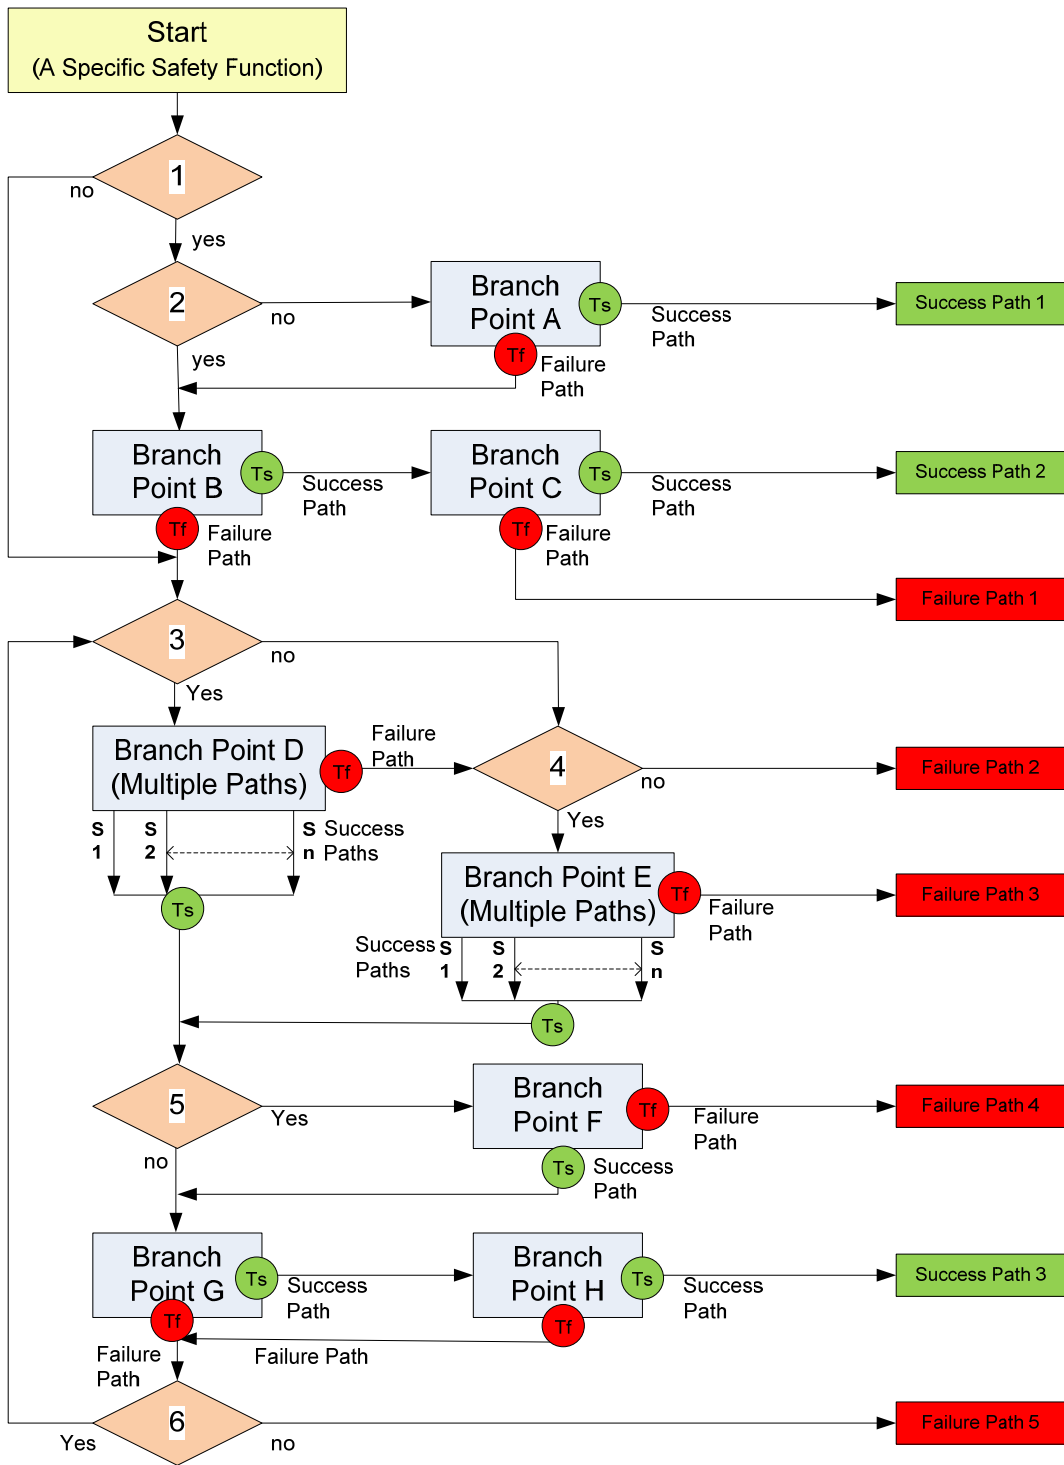 Start
(A Specific Safety Function)
1
no
yes
2
no
yes
Branch
Point A
Ts
Success
Path
Success Path 1
Tf
Failure
Path
Branch
Point B
Ts
Success
Path
Branch
Point C
Ts
Success
Path
Success Path 2
Tf
Failure
Path
Tf
Failure
Path
Failure Path 1
3
no
Yes
Branch Point D
(Multiple Paths)
Tf
Failure
Path
4
no
Failure Path 2
Yes
S
1
S
2
S
n
Success
Paths
Ts
Branch Point E
(Multiple Paths)
Tf
Failure
Path
Failure Path 3
Success
Paths
S
1
S
2
S
n
Ts
5
Yes
no
Branch
Point F
Tf
Failure
Path
Failure Path 4
Ts
Success
Path
Branch
Point G
Ts
Success
Path
Branch
Point H
Ts
Success
Path
Success Path 3
Tf
Failure
Path
Tf
Failure Path
6
Yes
no
Failure Path 5